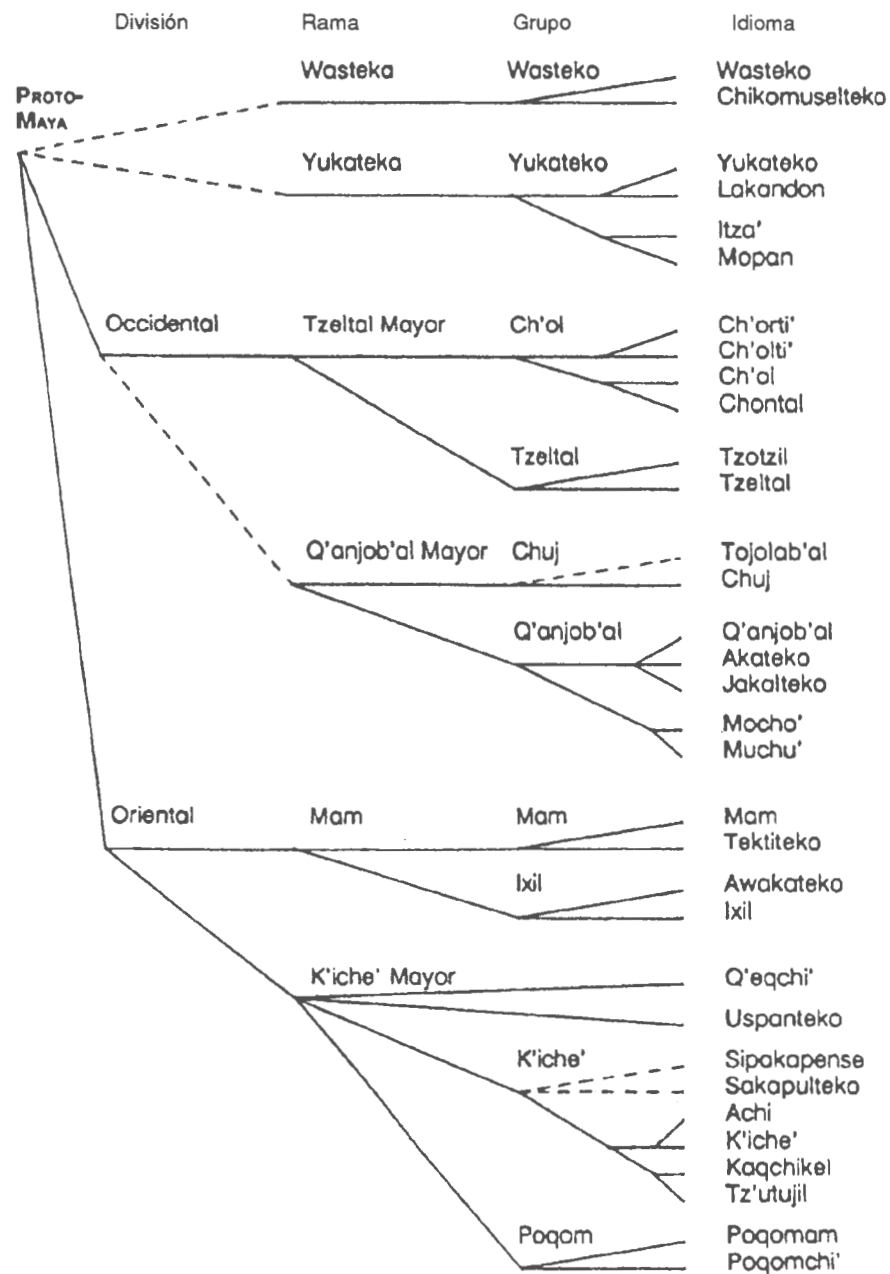 División Rama Grupo Idioma
Wasteka Wasteko Wasteko
PROTO- Chikomuselteko
MAYA
Yukateka Yukateko Yukateko
Lakandon
Itza'
Mopan
Occidental Tzeltal Mayor Ch'ol Ch'orti'
Ch'olti'
Ch'ol
Chontal
Tzeltal Tzotzil
Tzeltal
Q'anjob'al Mayor Chuj Tojolab'al
Chuj
Q'anjob'al Q'anjob'al
Akateko
Jakalteko
Mocho'
Muchu'
Oriental Mam Mam Mam
Tektiteko
Ixil Awakateko
Ixil
K'iche' Mayor Q'eqchi'
Uspanteko
K'iche' Sipakapense
Sakapulteko
Achi
K'iche'
Kaqchikel
Tz'utujil
Poqom Poqomam
Poqomchi'